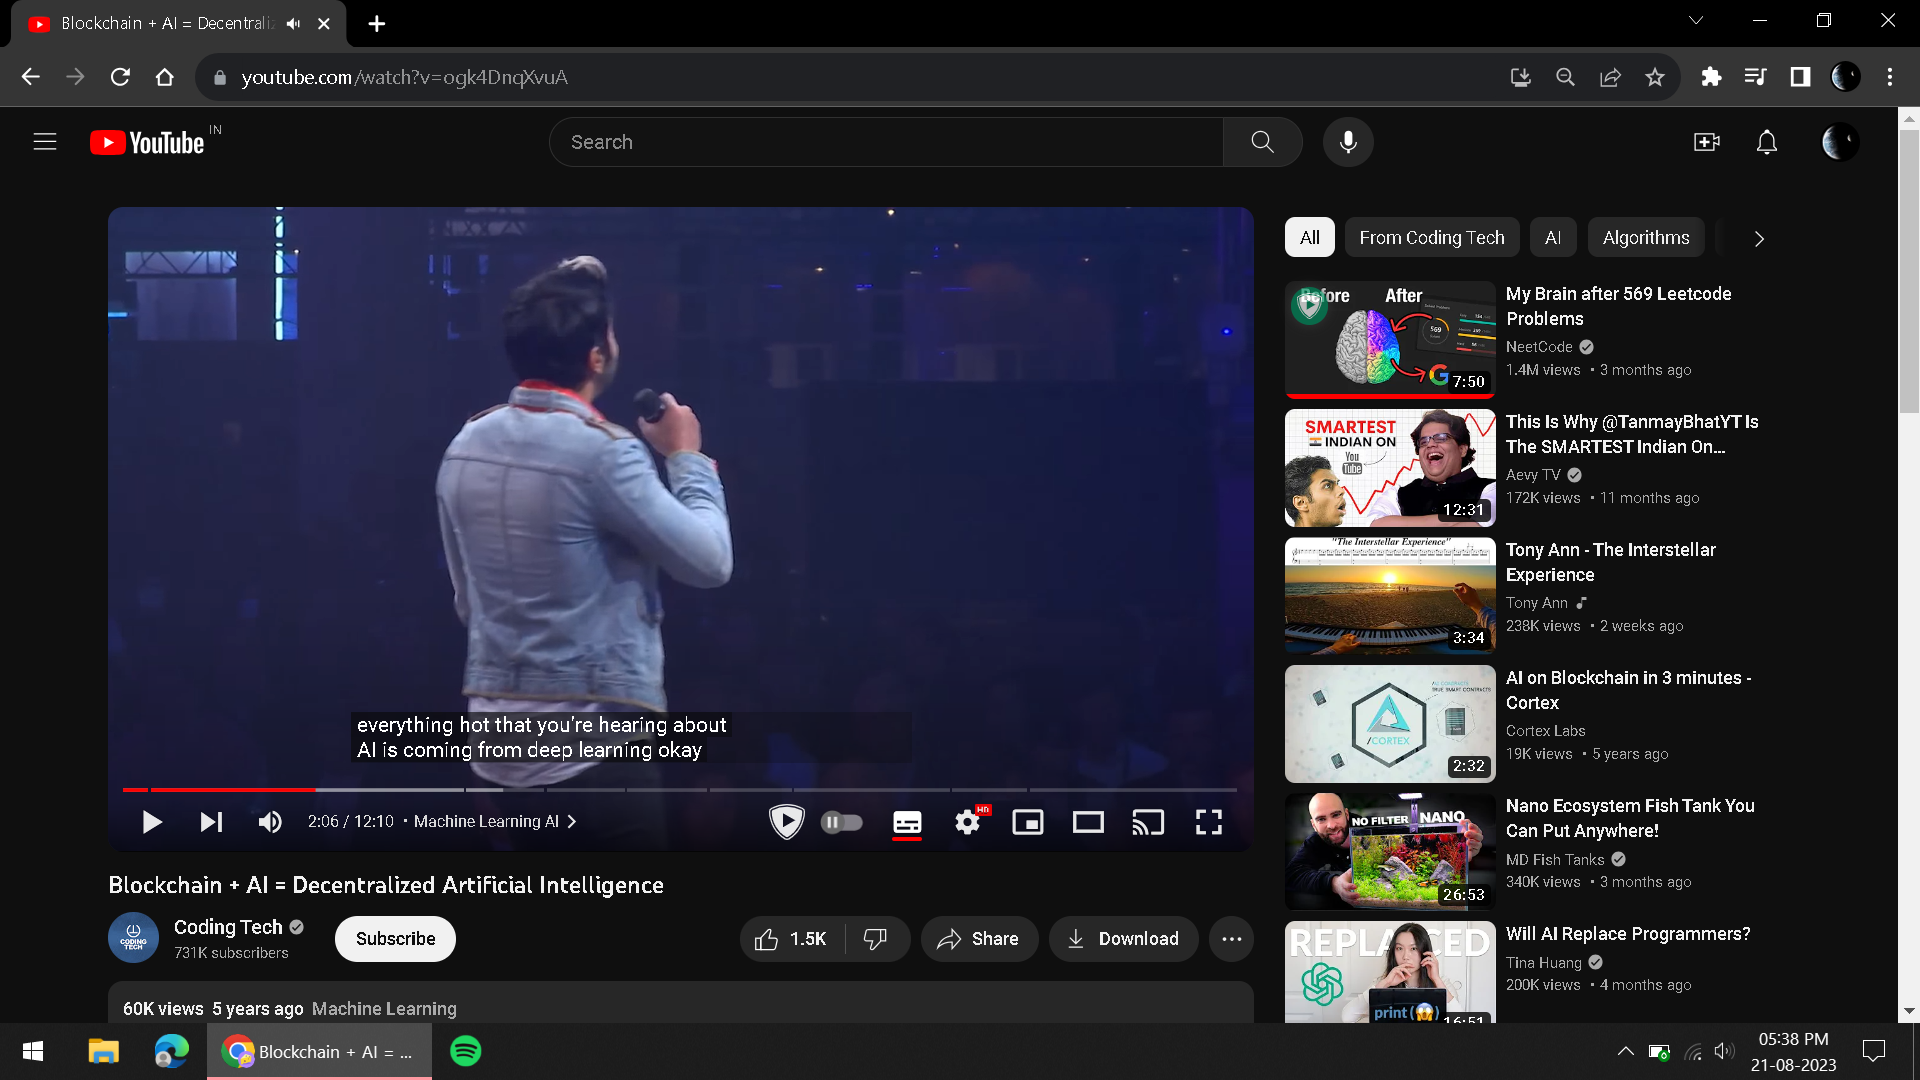 Blockchain + AI = Decentrali
youtube.com/watch?v=ogk4DnqXvuA
YouTube IN
Search
All
From Coding Tech
AI
Algorithms
Before After
569
7:50
My Brain after 569 Leetcode
Problems
NeetCode
1.4M views • 3 months ago
SMARTEST
INDIAN ON
You
Tube
12:31
This Is Why @TanmayBhatYT Is
The SMARTEST Indian On...
Aevy TV
172K views • 11 months ago
"The Interstellar Experience"
3:34
Tony Ann - The Interstellar
Experience
Tony Ann
238K views • 2 weeks ago
TRUE SMART CONTRACTS
/CORTEX
2:32
AI on Blockchain in 3 minutes -
Cortex
Cortex Labs
19K views • 5 years ago
NO FILTER NANO
26:53
Nano Ecosystem Fish Tank You
Can Put Anywhere!
MD Fish Tanks
340K views • 3 months ago
REPLACED
print(
16:51
Will AI Replace Programmers?
Tina Huang
200K views • 4 months ago
everything hot that you're hearing about
AI is coming from deep learning okay
2:06 / 12:10 • Machine Learning AI
HD
Blockchain + AI = Decentralized Artificial Intelligence
CODING
TECH
Coding Tech
731K subscribers
Subscribe
1.5K
Share
Download
60K views 5 years ago Machine Learning
Blockchain + AI = ...
05:38 PM
21-08-2023